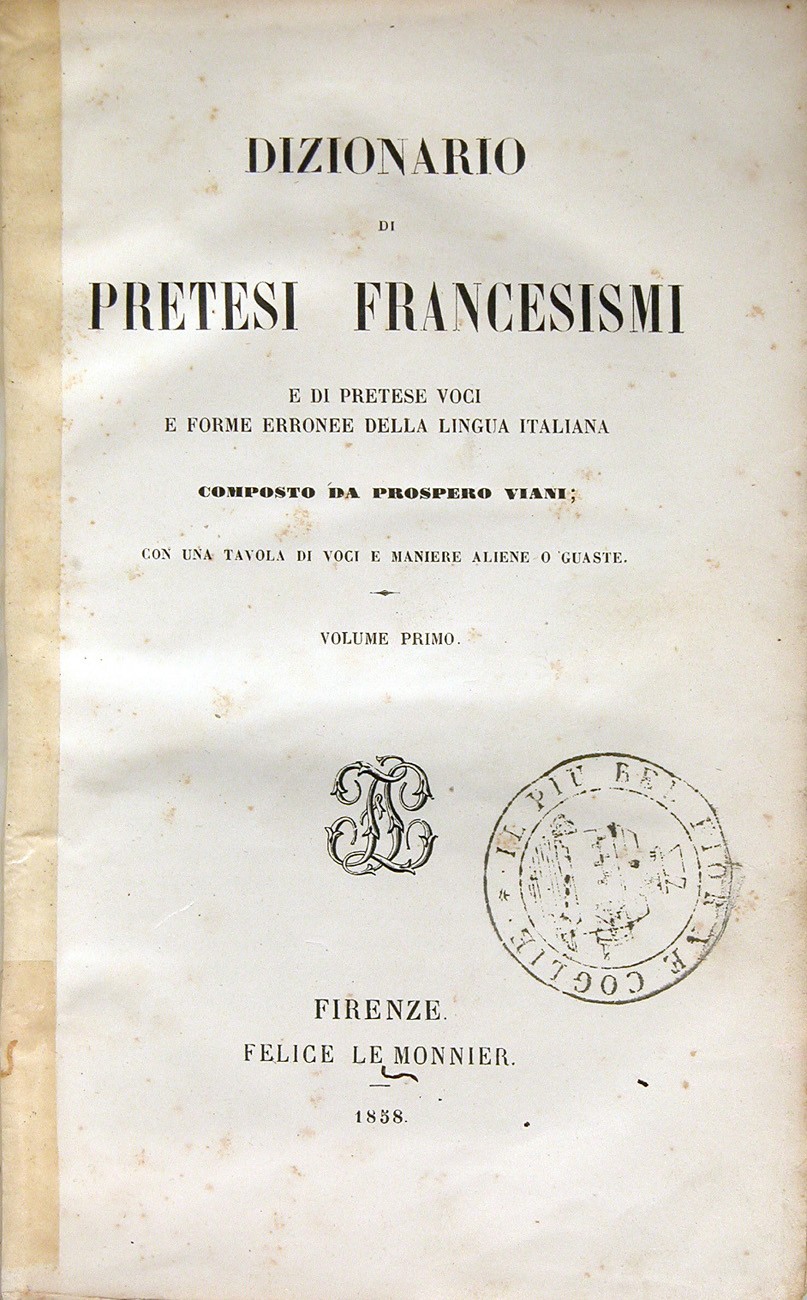 DIZIONARIO
DI
PRETESI FRANCESISMI
E DI PRETESE VOCI
E FORME ERRONEE DELLA LINGUA ITALIANA
COMPOSTO DA PROSPERO VIANI;
CON UNA TAVOLA DI VOCI E MANIERE ALIENE O GUASTE.
VOLUME PRIMO.
* IL PIÙ BEL FIOR NE COGLIE
FIRENZE.
FELICE LE MONNIER.
1858.